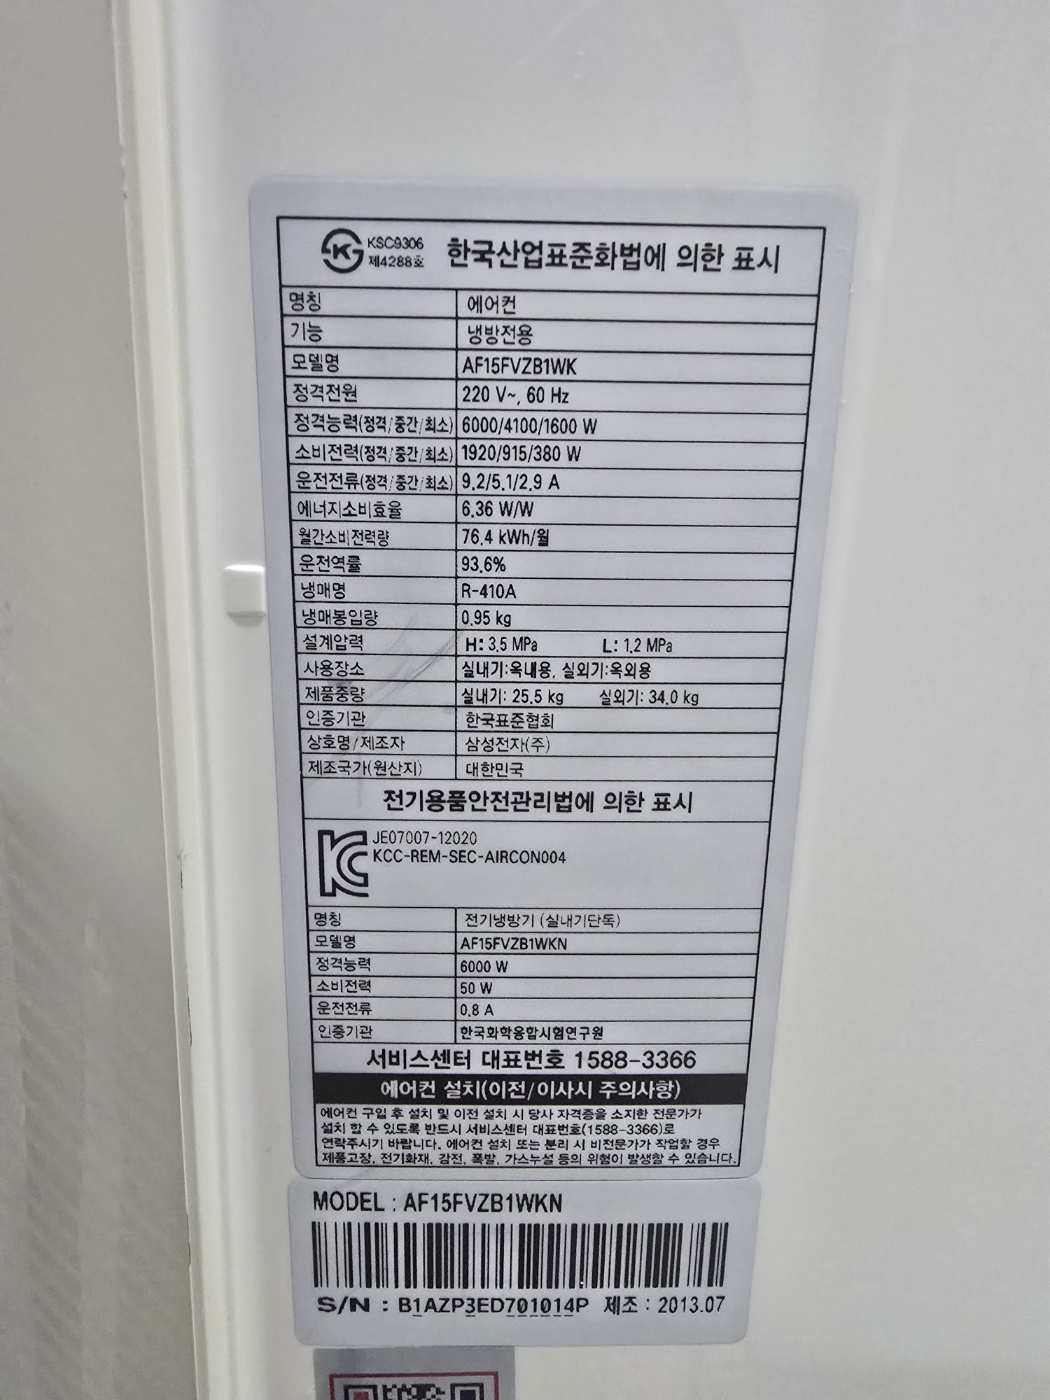 KSC9306
제4288호
한국산업표준화법에 의한 표시
명칭 에어컨
기능 냉방전용
모델명 AF15FVZB1WK
정격전원 220 V~, 60 Hz
정격능력(정격/중간/최소) 6000/4100/1600 W
소비전력(정격/중간/최소) 1920/915/380 W
운전전류(정격/중간/최소) 9.2/5.1/2.9 A
에너지소비효율 6.36 W/W
월간소비전력량 76.4 kWh/월
운전역률 93.6%
냉매명 R-410A
냉매봉입량 0.95 kg
설계압력 H: 3.5 MPa L: 1.2 MPa
사용장소 실내기:옥내용, 실외기:옥외용
제품중량 실내기: 25.5 kg 실외기: 34.0 kg
인증기관 한국표준협회
상호명/제조자 삼성전자(주)
제조국가(원산지) 대한민국
전기용품안전관리법에 의한 표시
JE07007-12020
KCC-REM-SEC-AIRCON004
명칭 전기냉방기 (실내기단독)
모델명 AF15FVZB1WKN
정격능력 6000 W
소비전력 50 W
운전전류 0.8 A
인증기관 한국화학융합시험연구원
서비스센터 대표번호 1588-3366
에어컨 설치(이전/이사시 주의사항)
에어컨 구입 후 설치 및 이전 설치 시 당사 자격증을 소지한 전문가가
설치 할 수 있도록 반드시 서비스센터 대표번호(1588-3366)로
연락주시기 바랍니다. 에어컨 설치 또는 분리 시 비전문가가 작업할 경우
제품고장, 전기화재, 감전, 폭발, 가스누설 등의 위험이 발생할 수 있습니다.
MODEL : AF15FVZB1WKN
S/N : B1AZP3ED701014P 제조 : 2013.07